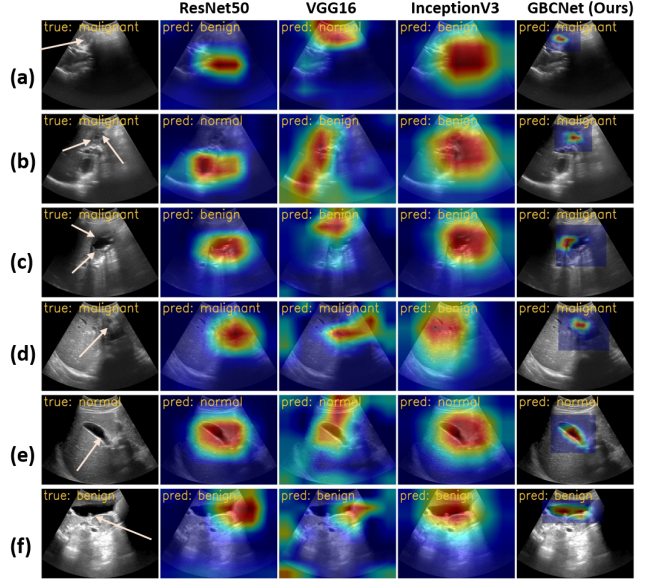 ResNet50 VGG16 InceptionV3 GBCNet (Ours)
(a) true: malignant pred: benign pred: normal pred: benign pred: malignant
(b) true: malignant pred: normal pred: benign pred: benign pred: malignant
(c) true: malignant pred: benign pred: benign pred: benign pred: malignant
(d) true: malignant pred: malignant pred: malignant pred: benign pred: malignant
(e) true: normal pred: normal pred: normal pred: normal pred: normal
(f) true: benign pred: benign pred: benign pred: benign pred: benign